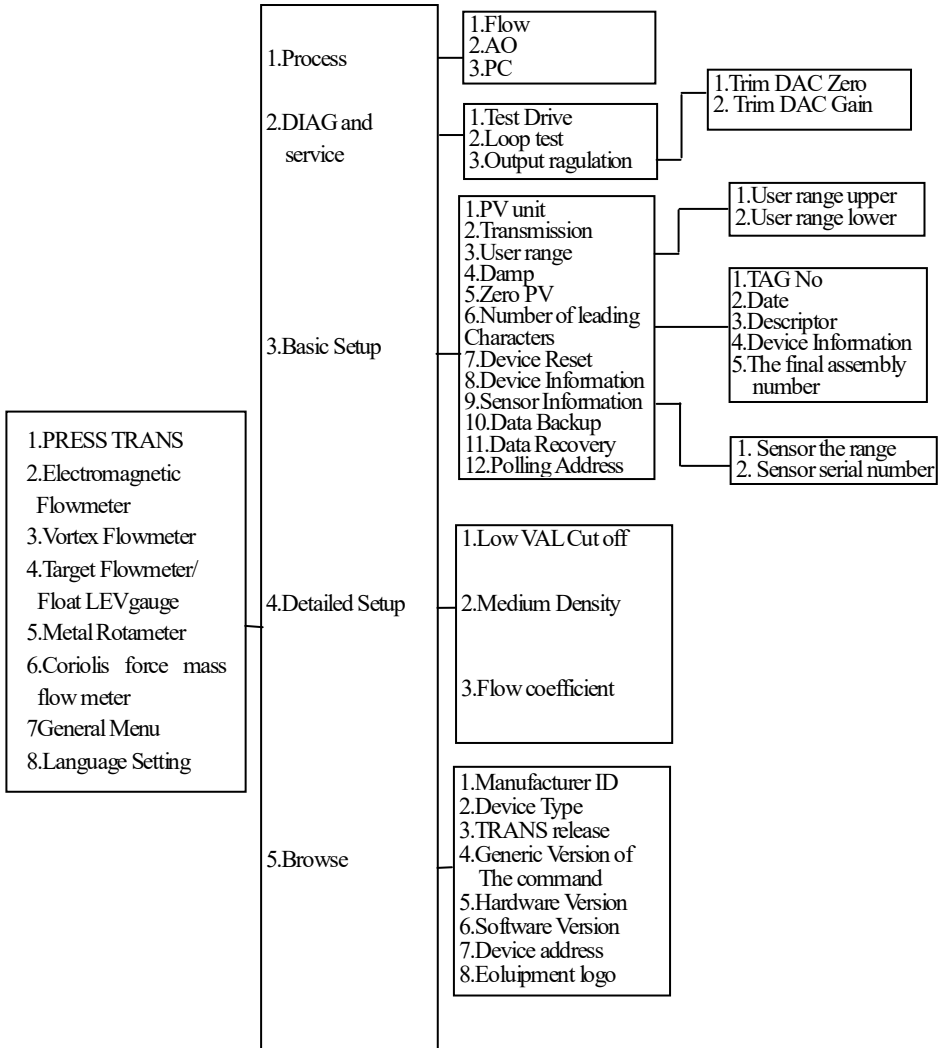 1.PRESS TRANS
2.Electromagnetic
Flowmeter
3.Vortex Flowmeter
4.Target Flowmeter/
Float LEVgauge
5.Metal Rotameter
6.Coriolis force mass
flow meter
7General Menu
8.Language Setting
1.Process
2.DIAG and
service
3.Basic Setup
4.Detailed Setup
5.Browse
1.Flow
2.AO
3.PC
1.Test Drive
2.Loop test
3.Output ragulation
1.Trim DAC Zero
2. Trim DAC Gain
1.PV unit
2.Transmission
3.User range
4.Damp
5.Zero PV
6.Number of leading
Characters
7.Device Reset
8.Device Information
9.Sensor Information
10.Data Backup
11.Data Recovery
12.Polling Address
1.User range upper
2.User range lower
1.TAG No
2.Date
3.Descriptor
4.Device Information
5.The final assembly
number
1. Sensor the range
2. Sensor serial number
1.Low VAL Cut off
2.Medium Density
3.Flow coefficient
1.Manufacturer ID
2.Device Type
3.TRANS release
4.Generic Version of
The command
5.Hardware Version
6.Software Version
7.Device address
8.Eoluipment logo